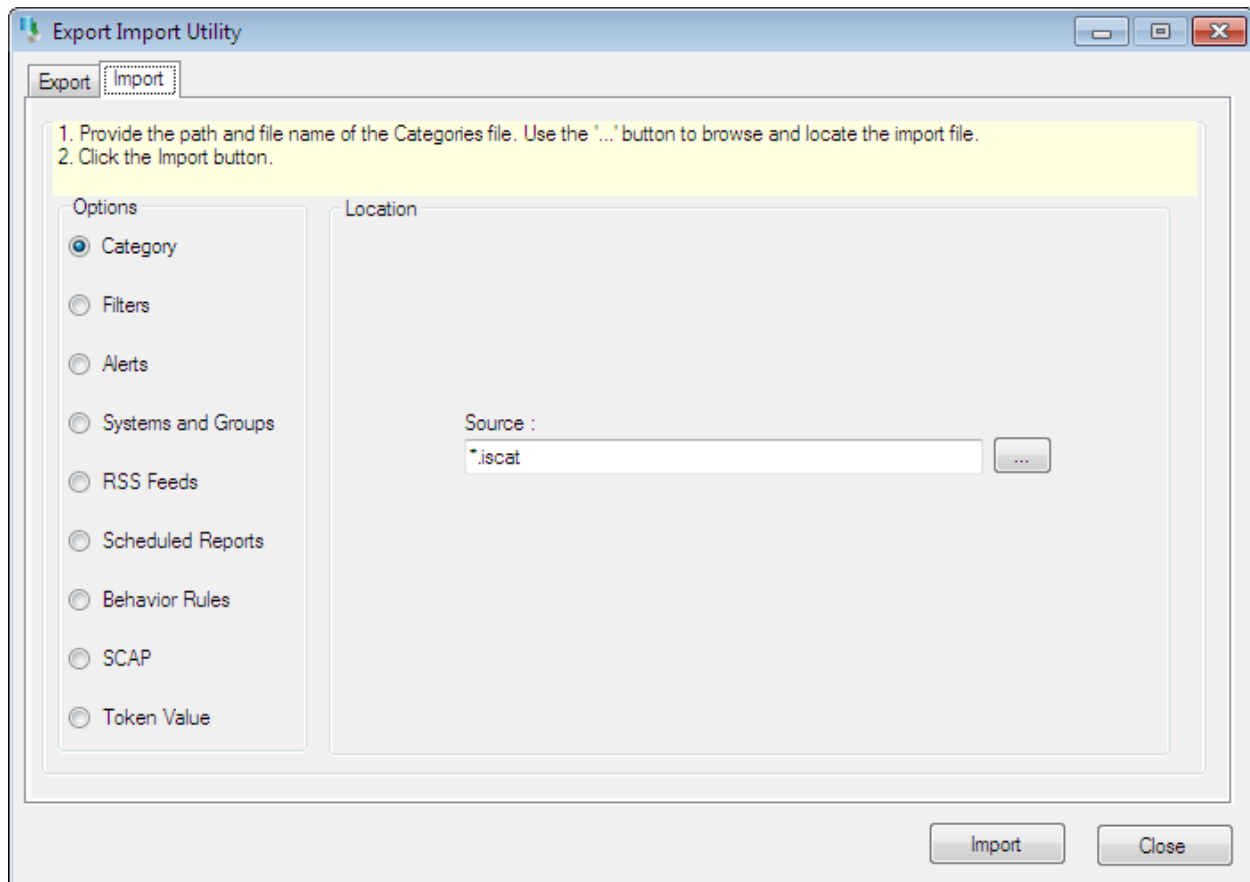 Export Import Utility
Export
Import
1. Provide the path and file name of the Categories file. Use the '...' button to browse and locate the import file.
2. Click the Import button.
Options
Location
Category
Filters
Alerts
Systems and Groups
RSS Feeds
Scheduled Reports
Behavior Rules
SCAP
Token Value
Source :
*.iscat
...
Import
Close